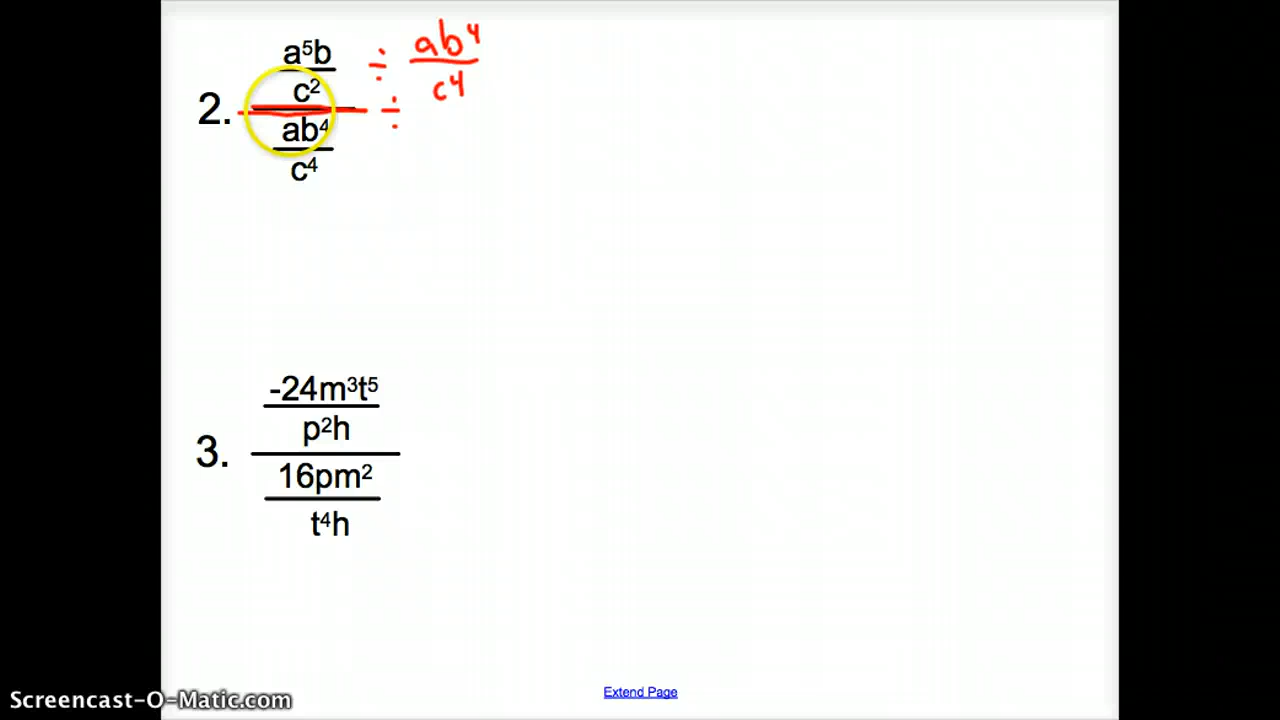 2.
a⁵b ÷ ab⁴
c² c⁴
÷
ab⁴
c⁴
3.
-24m³t⁵
p²h
16pm²
t⁴h
Extend Page
Screencast-O-Matic.com